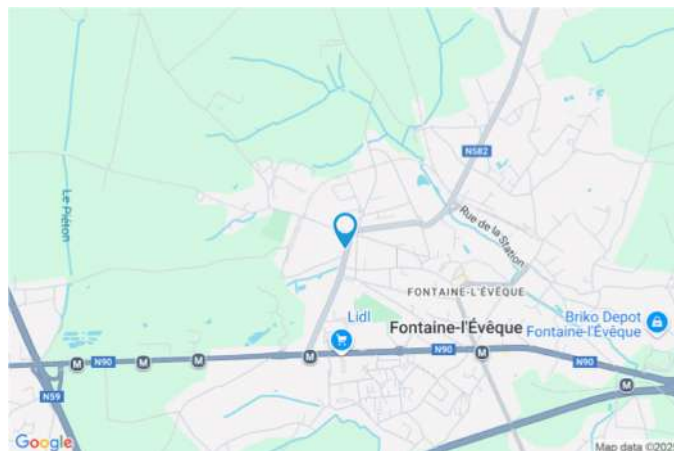 N582
Le Piéton
Rue de la Station
FONTAINE-L'ÉVÊQUE
Lidl
Briko Depot
Fontaine-l'Évêque
Fontaine-l'Évêque
M
N90
M
M
M
N90
M
N90
M
N59
Google
Map data ©2025